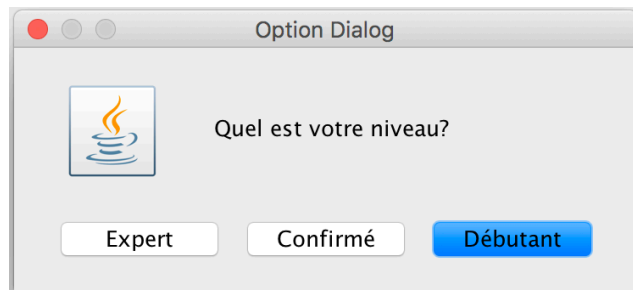 Option Dialog
Quel est votre niveau?
Expert Confirmé Débutant